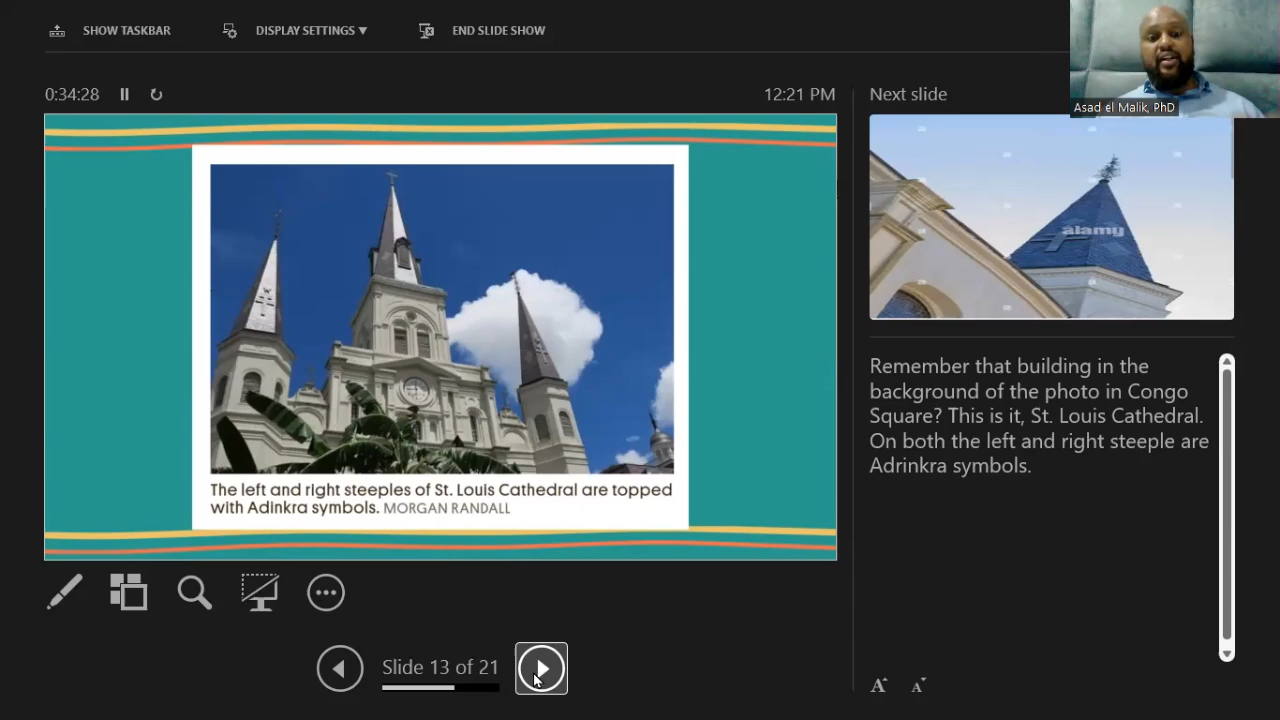 SHOW TASKBAR
DISPLAY SETTINGS ▼
END SLIDE SHOW
Asad el Malik, PhD
0:34:28
12:21 PM
Next slide
alamy
The left and right steeples of St. Louis Cathedral are topped
with Adinkra symbols. MORGAN RANDALL
Remember that building in the
background of the photo in Congo
Square? This is it, St. Louis Cathedral.
On both the left and right steeple are
Adrinkra symbols.
Slide 13 of 21
A A